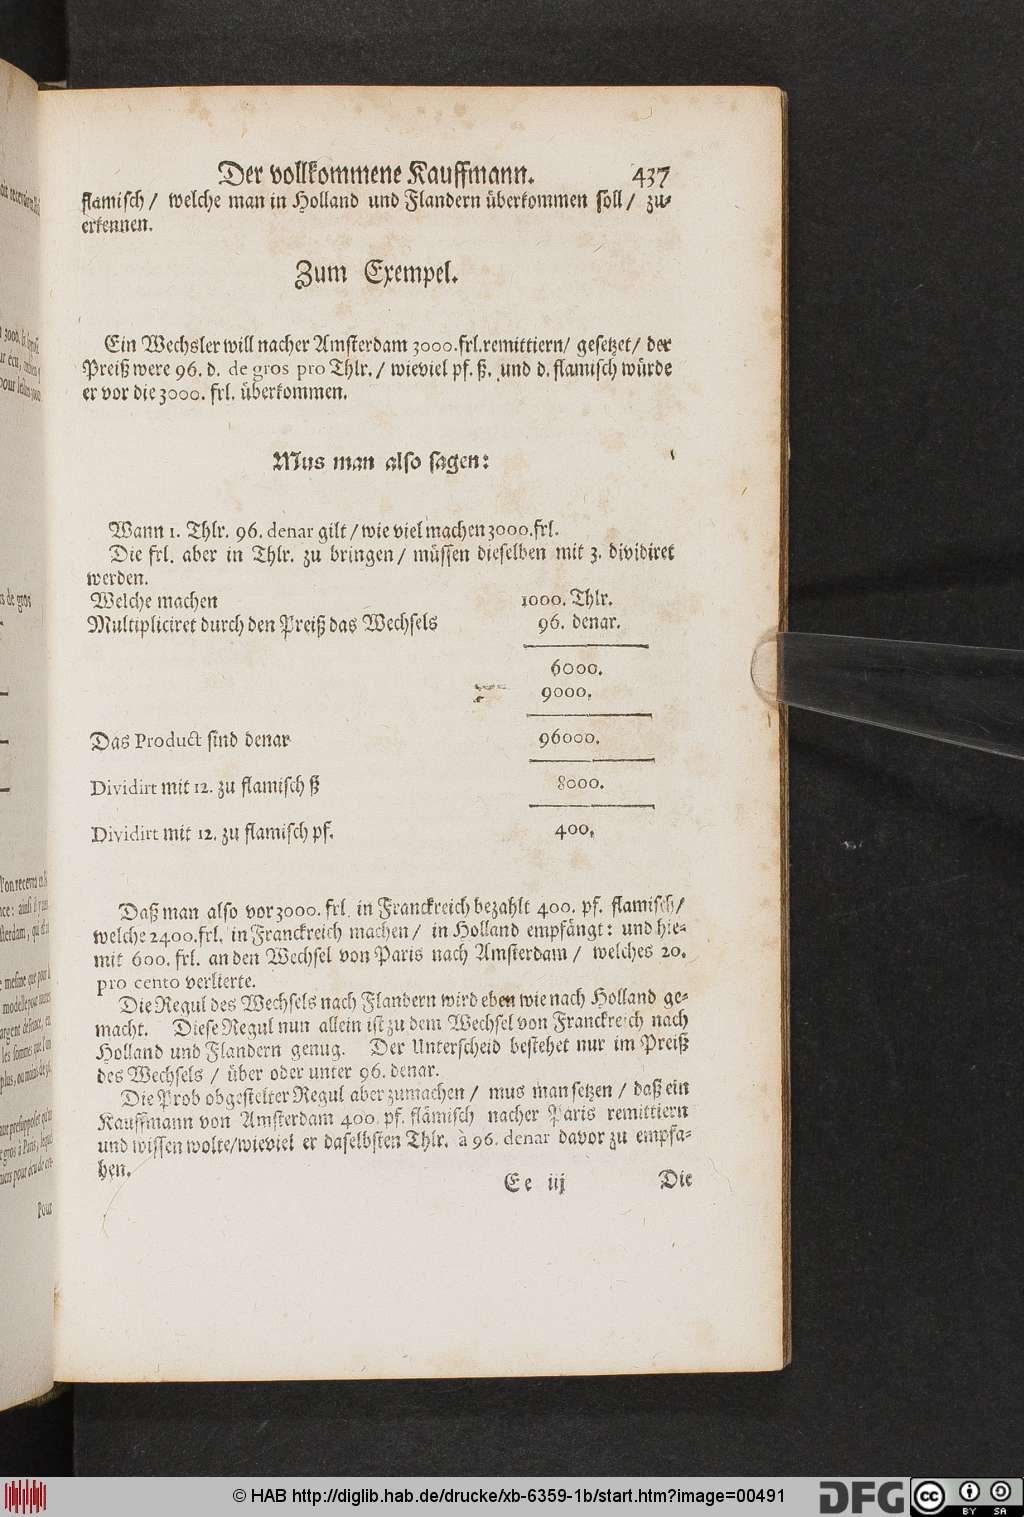 Der vollkommene Kauffmann. 437
flamisch / welche man in Holland und Flandern überkommen soll / zu-
erkennen.
Zum Exempel.
Ein Wechsler will nacher Amsterdam 3000. frl. remittiern / gesetzet / der
Preiß were 96. d. de gros pro Thlr. / wieviel pf. ß. und d. flamisch würde
er vor die 3000. frl. überkommen.
Mus man also sagen:
Wann 1. Thlr. 96. denar gilt / wie viel machen 3000. frl.
Die frl. aber in Thlr. zu bringen / müssen dieselben mit 3. dividiret
werden.
Welche machen 1000. Thlr.
Multipliciret durch den Preiß das Wechsels 96. denar.
6000.
9000.
Das Product sind denar 96000.
Dividirt mit 12. zu flamisch ß 8000.
Dividirt mit 12. zu flamisch pf. 400.
Daß man also vor 3000. frl. in Franckreich bezahlt 400. pf. flamisch /
welche 2400. frl. in Franckreich machen / in Holland empfängt: und hie-
mit 600. frl. an den Wechsel von Paris nach Amsterdam / welches 20.
pro cento verlierte.
Die Regul des Wechsels nach Flandern wird eben wie nach Holland ge-
macht. Diese Regul nun allein ist zu dem Wechsel von Franckreich nach
Holland und Flandern genug. Der Unterscheid bestehet nur im Preiß
des Wechsels / über oder unter 96. denar.
Die Prob obgestelter Regul aber zumachen / mus man setzen / daß ein
Kauffmann von Amsterdam 400. pf. flämisch nacher Paris remittiern
und wissen wolte / wieviel er daselbsten Thlr. à 96. denar davor zu empfa-
hen.
Ee iij Die
de gros
Pour
© HAB http://diglib.hab.de/drucke/xb-6359-1b/start.htm?image=00491
DFG
cc BY SA